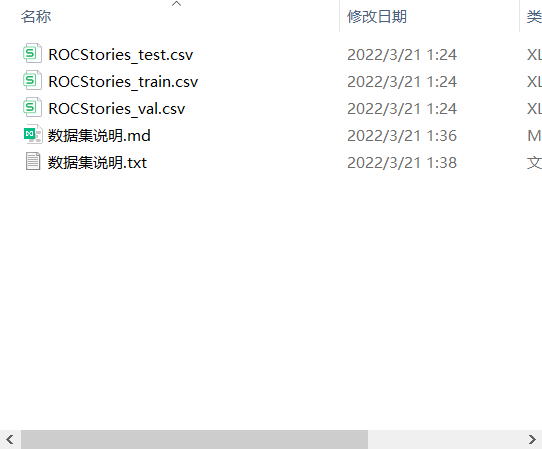 名称 修改日期 类
ROCStories_test.csv 2022/3/21 1:24 XL
ROCStories_train.csv 2022/3/21 1:24 XL
ROCStories_val.csv 2022/3/21 1:24 XL
数据集说明.md 2022/3/21 1:36 M
数据集说明.txt 2022/3/21 1:38 文